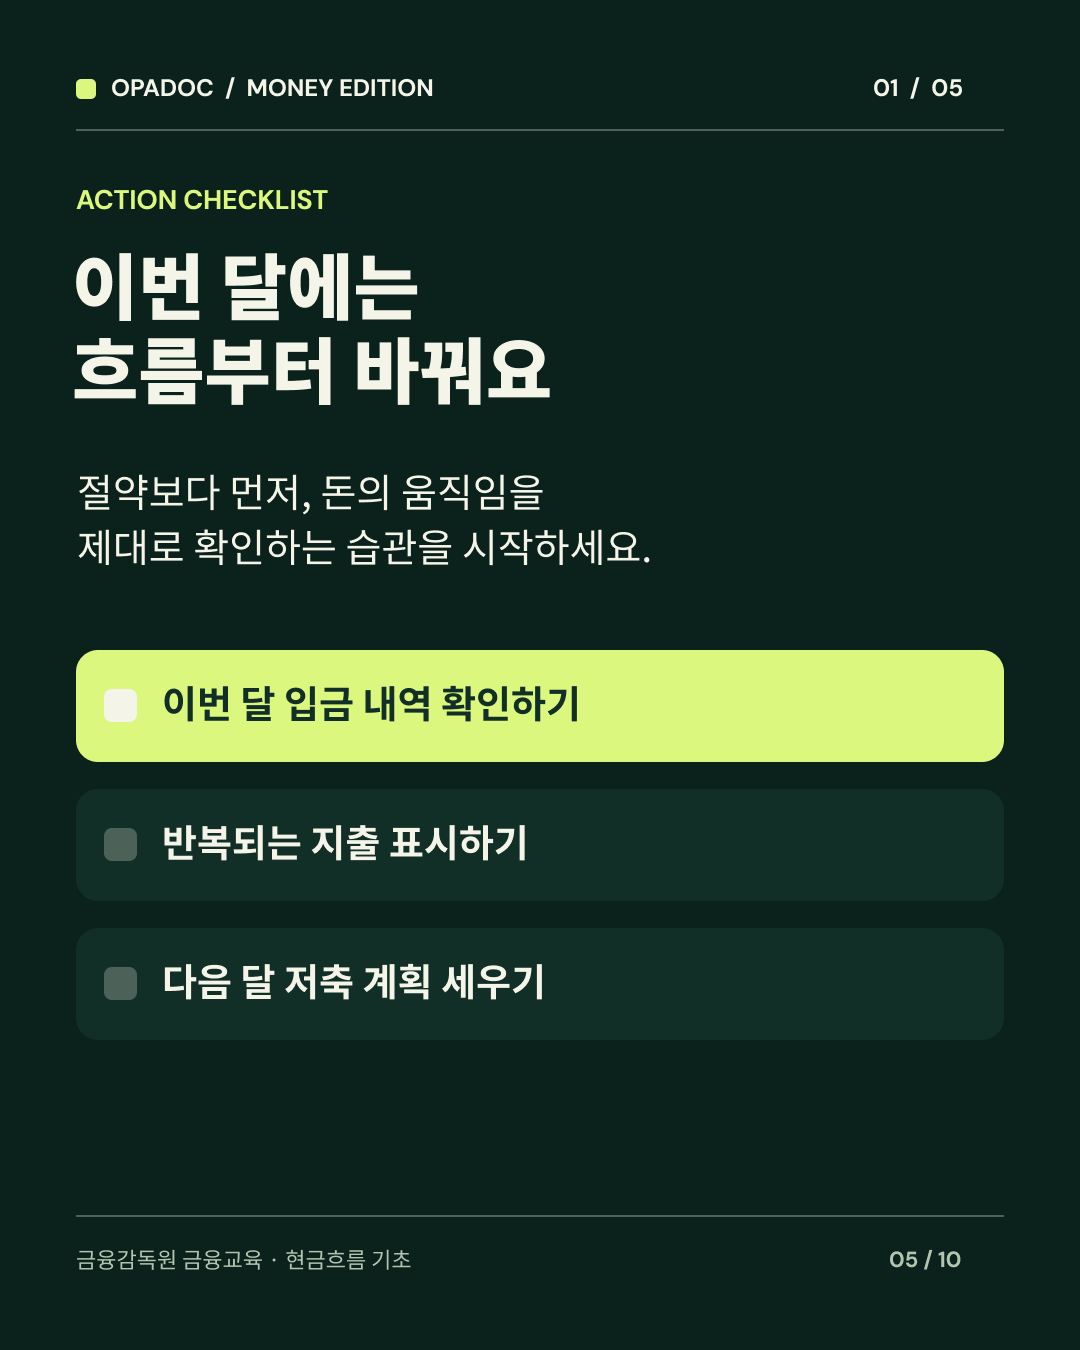 OPADOC / MONEY EDITION
01 / 05
ACTION CHECKLIST
이번 달에는
흐름부터 바꿔요
절약보다 먼저, 돈의 움직임을
제대로 확인하는 습관을 시작하세요.
이번 달 입금 내역 확인하기
반복되는 지출 표시하기
다음 달 저축 계획 세우기
금융감독원 금융교육 · 현금흐름 기초
05 / 10